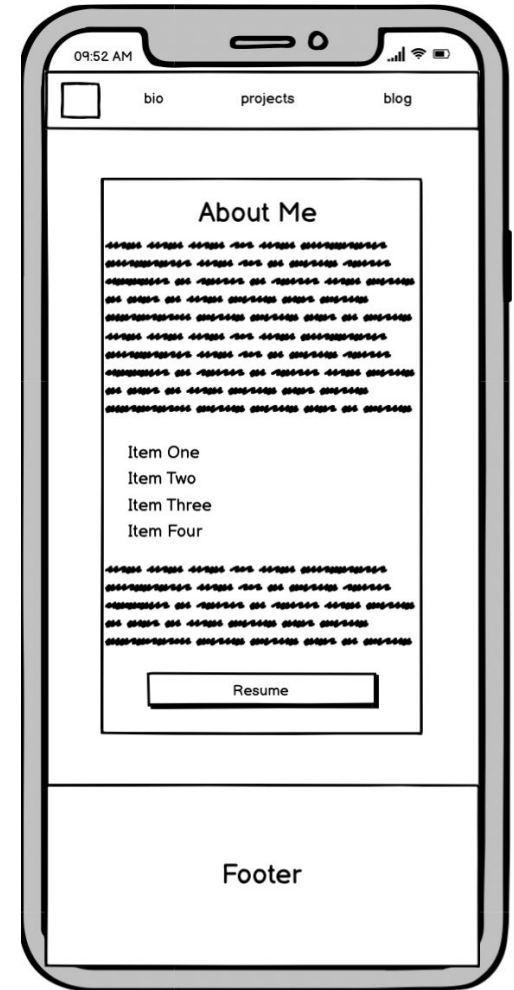 09:52 AM
bio projects blog
About Me
Item One
Item Two
Item Three
Item Four
Resume
Footer